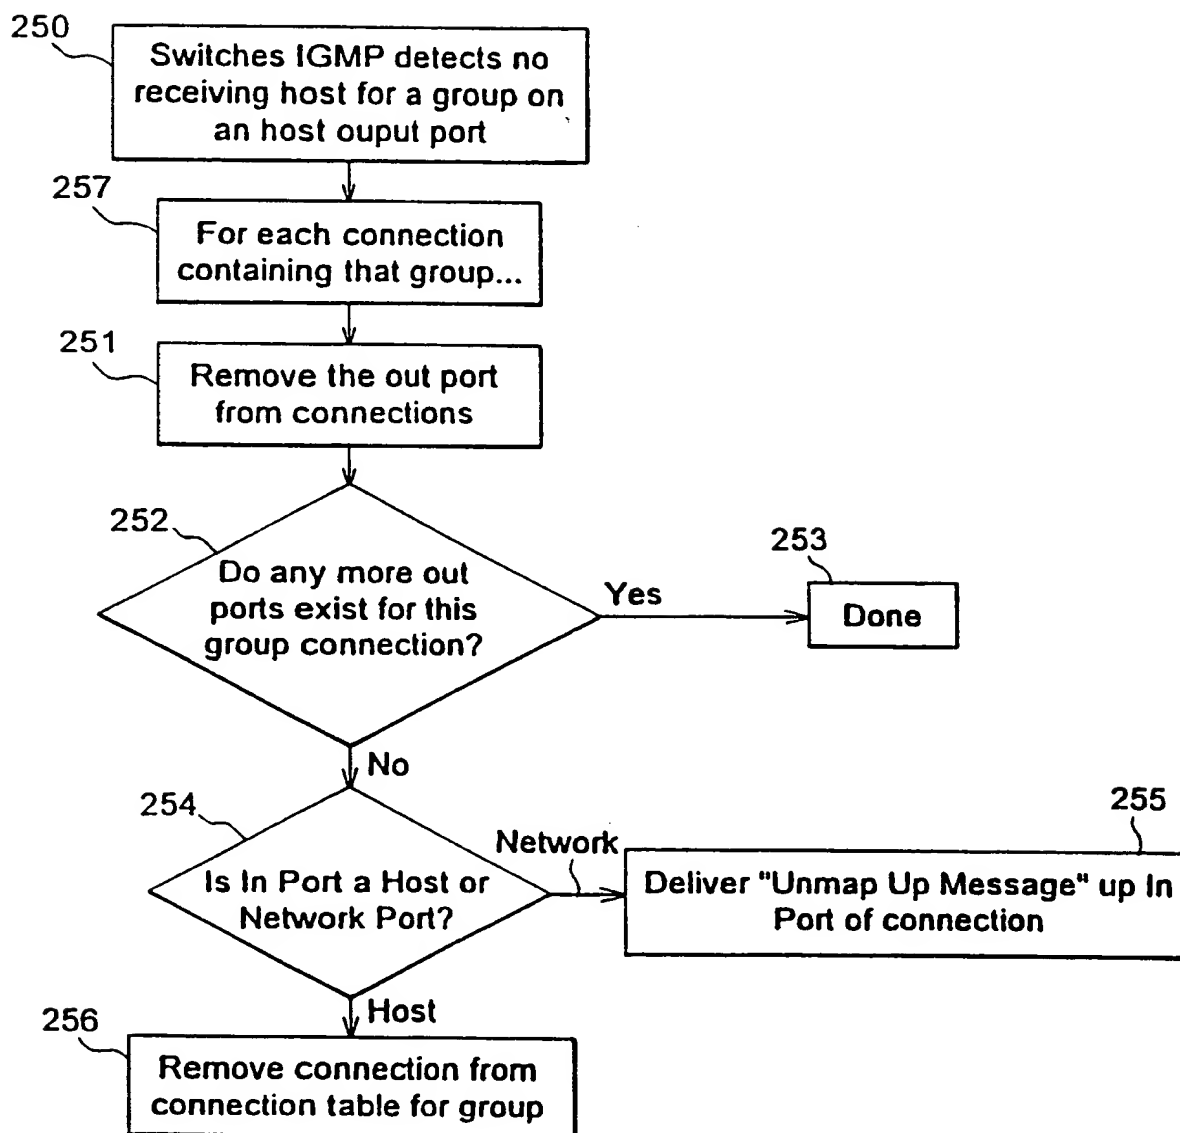 250
Switches IGMP detects no
receiving host for a group on
an host ouput port
257
For each connection
containing that group...
251
Remove the out port
from connections
252
Do any more out
ports exist for this
group connection?
Yes
253
Done
No
254
Is In Port a Host or
Network Port?
Network
255
Deliver "Unmap Up Message" up In
Port of connection
Host
256
Remove connection from
connection table for group